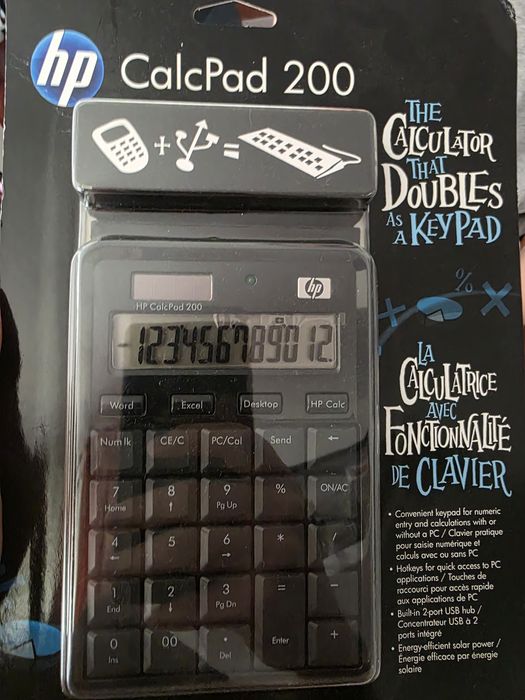 hp
CalcPad 200
THE
CALCULATOR
THAT
DOUBLES
AS
A KEYPAD
hp
HP CalcPad 200
-123456789012.
% 
Word Excel Desktop HP Calc
Num lk CE/C PC/Cal Send ←
7 Home 8 ↑ 9 Pg Up % ON/AC
4 ← 5 6 → * /
1 End 2 ↓ 3 Pg Dn = -
0 Ins 00 . Del Enter +
LA
CALCULATRICE
AVEC
FONCTIONNALITÉ
DE CLAVIER
• Convenient keypad for numeric
entry and calculations with or
without a PC / Clavier pratique
pour saisie numérique et
calculs avec ou sans PC
• Hotkeys for quick access to PC
applications / Touches de
raccourci pour accès rapide
aux applications de PC
• Built-in 2-port USB hub /
Concentrateur USB à 2
ports intégré
• Energy-efficient solar power /
Énergie efficace par énergie
solaire